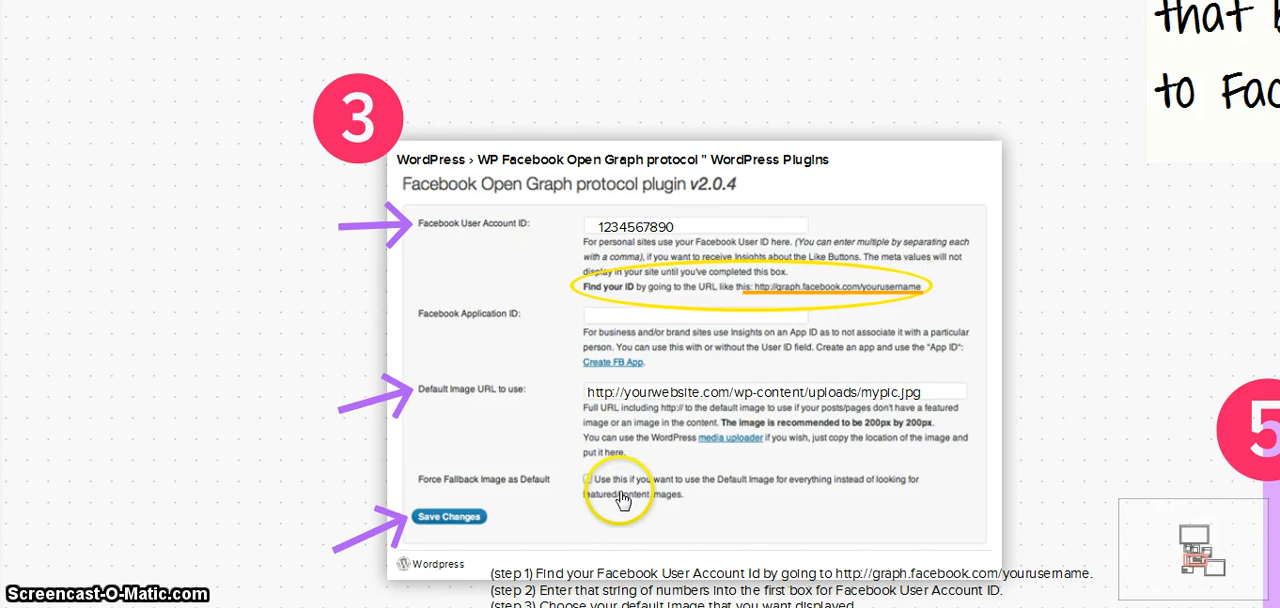 that b
to Fac
3
WordPress › WP Facebook Open Graph protocol " WordPress Plugins
Facebook Open Graph protocol plugin v2.0.4
Facebook User Account ID:
1234567890
For personal sites use your Facebook User ID here. (You can enter multiple by separating each
with a comma), if you want to receive Insights about the Like Buttons. The meta values will not
display in your site until you've completed this box.
Find your ID by going to the URL like this: http://graph.facebook.com/yourusername
Facebook Application ID:
For business and/or brand sites use Insights on an App ID as to not associate it with a particular
person. You can use this with or without the User ID field. Create an app and use the "App ID":
Create FB App.
Default Image URL to use:
http://yourwebsite.com/wp-content/uploads/mypic.jpg
Full URL including http:// to the default image to use if your posts/pages don't have a featured
image or an image in the content. The image is recommended to be 200px by 200px.
You can use the WordPress media uploader if you wish, just copy the location of the image and
put it here.
Force Fallback Image as Default
Use this if you want to use the Default Image for everything instead of looking for
featured/content images.
Save Changes
5
Wordpress
(step 1) Find your Facebook User Account Id by going to http://graph.facebook.com/yourusername.
(step 2) Enter that string of numbers into the first box for Facebook User Account ID.
(step 3) Choose your default image that you want displayed
Screencast-O-Matic.com